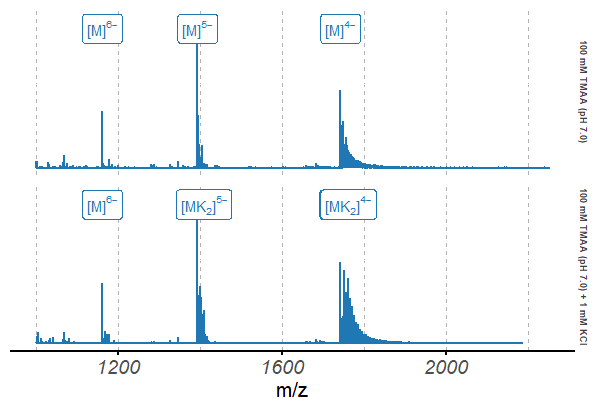 [M]6– [M]5– [M]4–
100 mM TMAA (pH 7.0)
[M]6– [MK2]5– [MK2]4–
100 mM TMAA (pH 7.0) + 1 mM KCl
1200 1600 2000
m/z